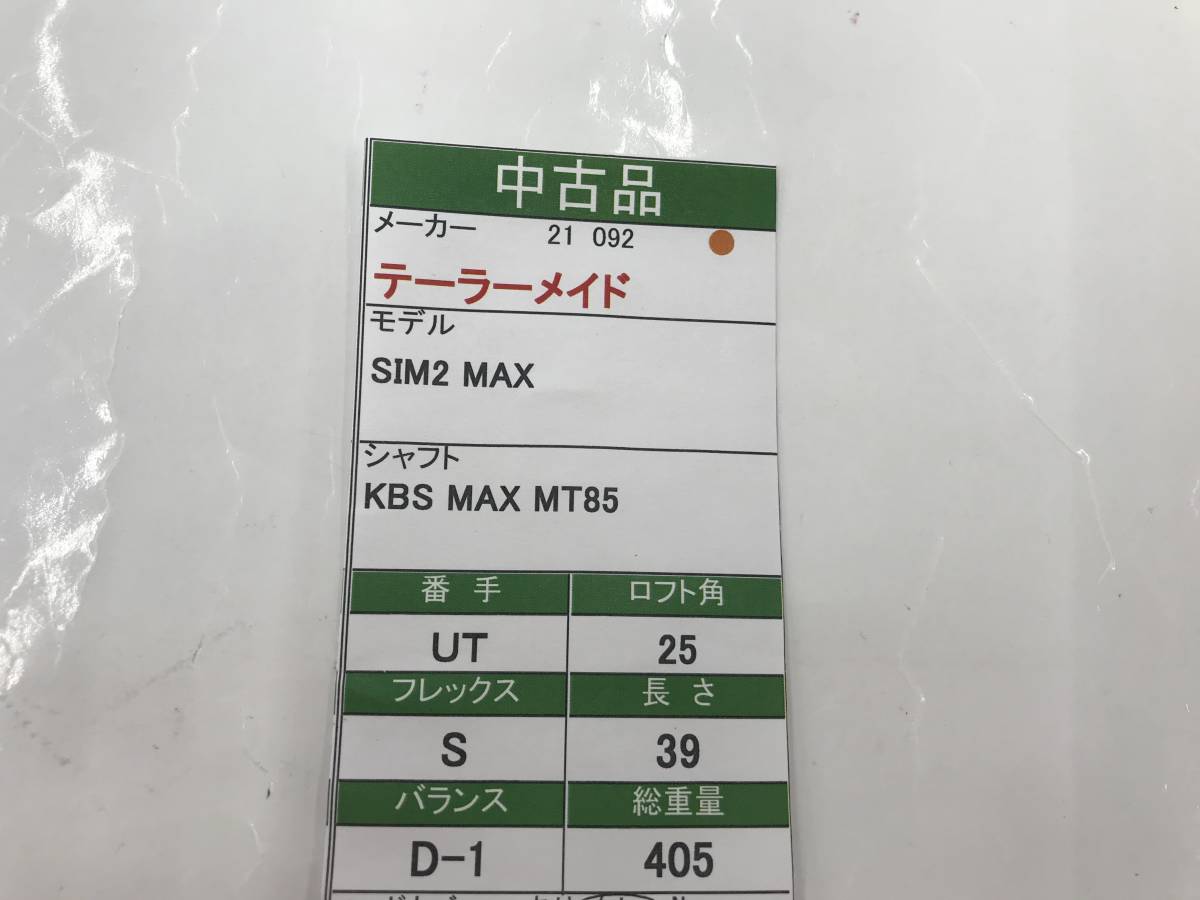 中古品
メーカー 21 092
テーラーメイド
モデル
SIM2 MAX
シャフト
KBS MAX MT85
番 手 ロフト角
UT 25
フレックス 長 さ
S 39
バランス 総重量
D-1 405